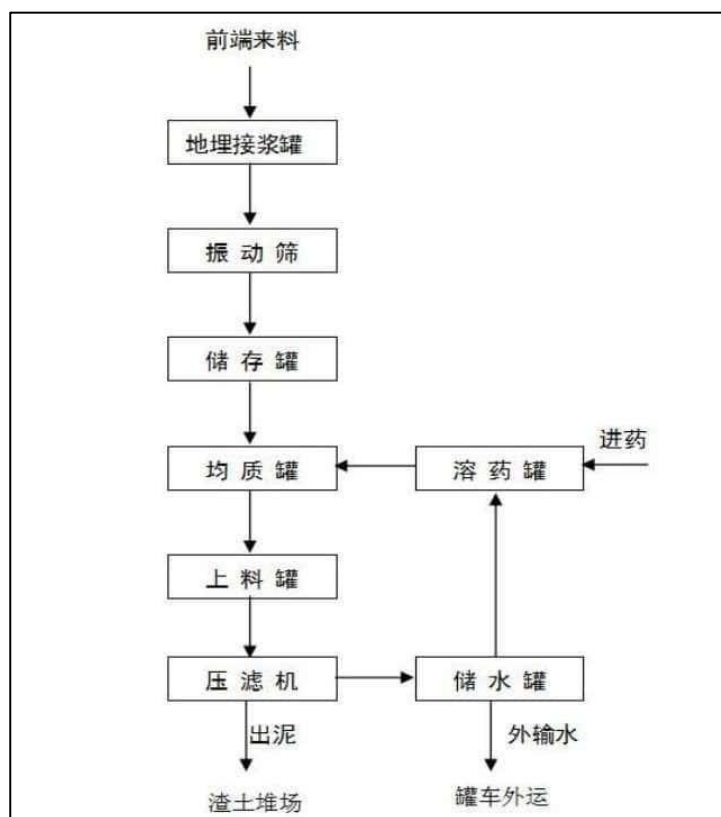 前端来料
地埋接浆罐
振动筛
储存罐
进药
均质罐
溶药罐
上料罐
压滤机
储水罐
出泥
外输水
渣土堆场
罐车外运